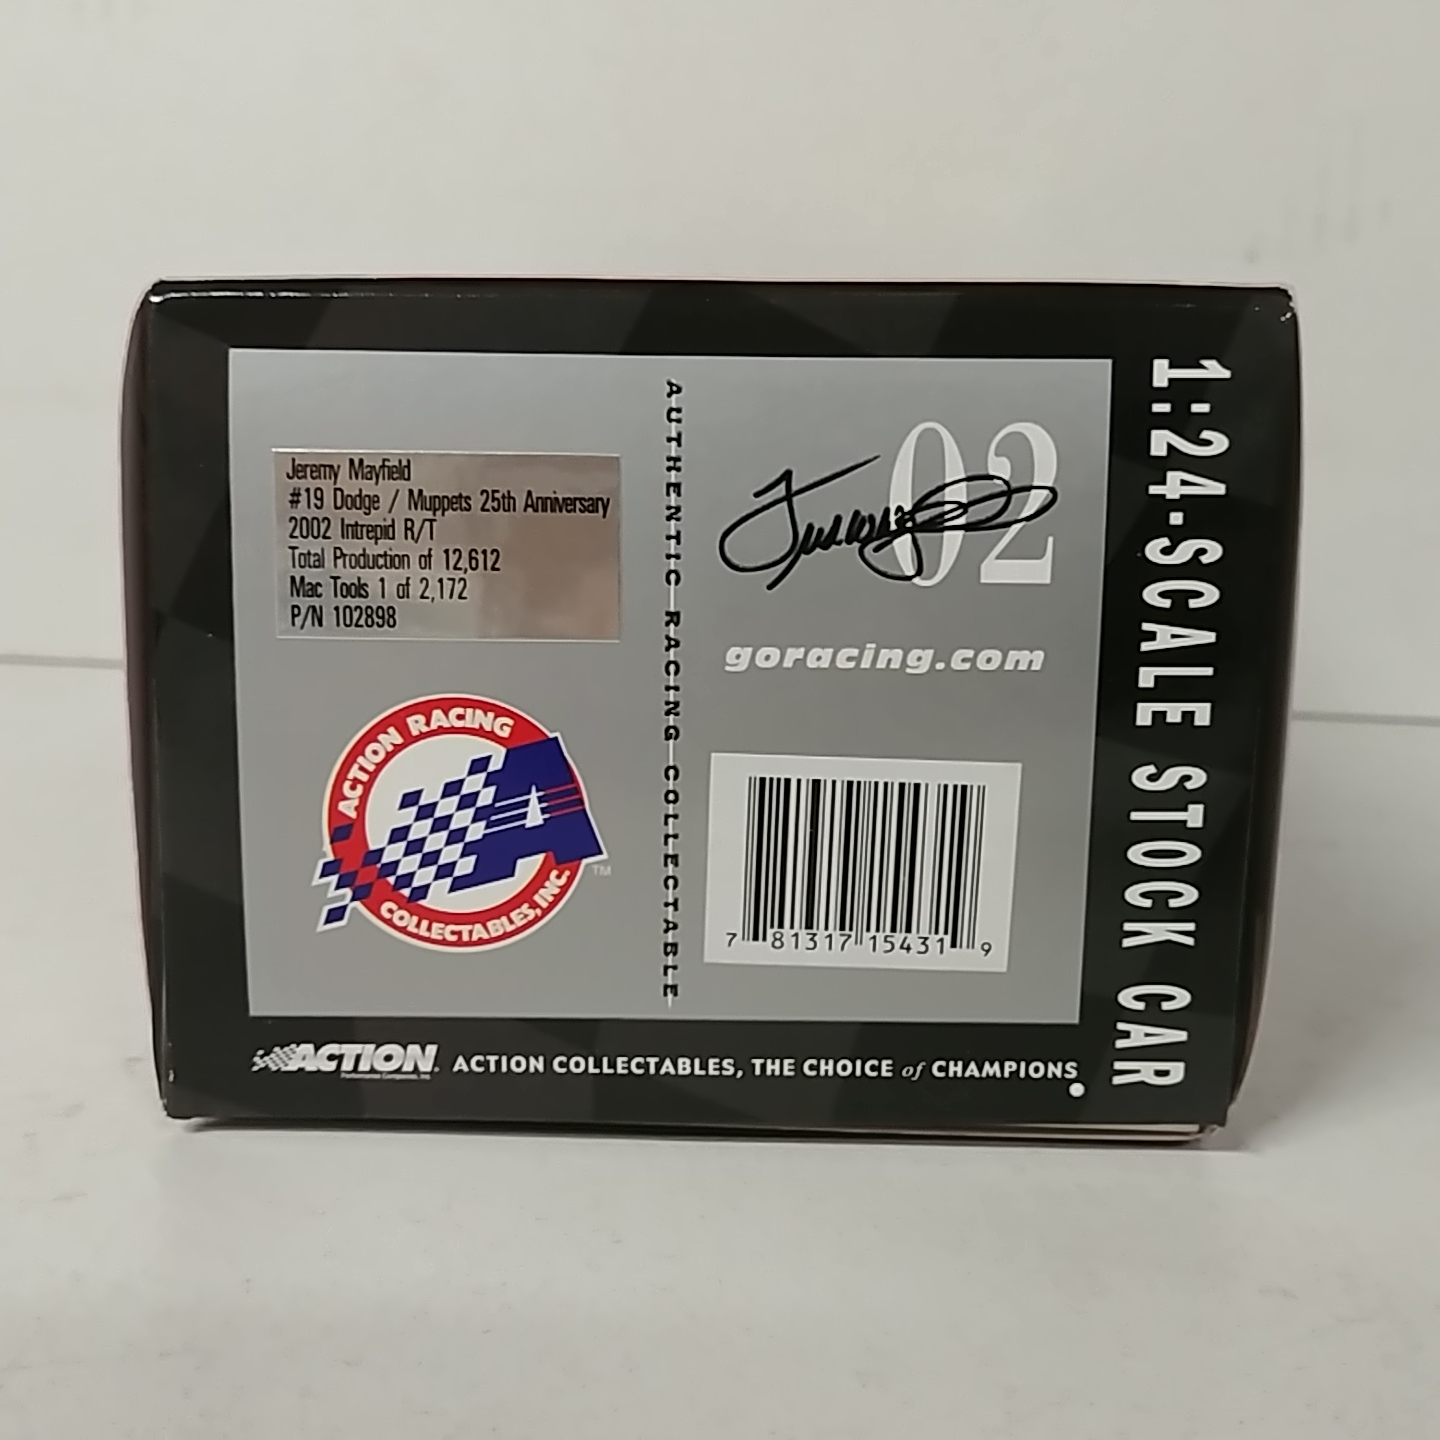 Jeremy Mayfield
#19 Dodge / Muppets 25th Anniversary
2002 Intrepid R/T
Total Production of 12,612
Mac Tools 1 of 2,172
P/N 102898
ACTION RACING
COLLECTABLES, INC.
TM
AUTHENTIC RACING COLLECTABLE
02
goracing.com
7 81317 15431 9
1:24-SCALE STOCK CAR
ACTION
ACTION COLLECTABLES, THE CHOICE of CHAMPIONS